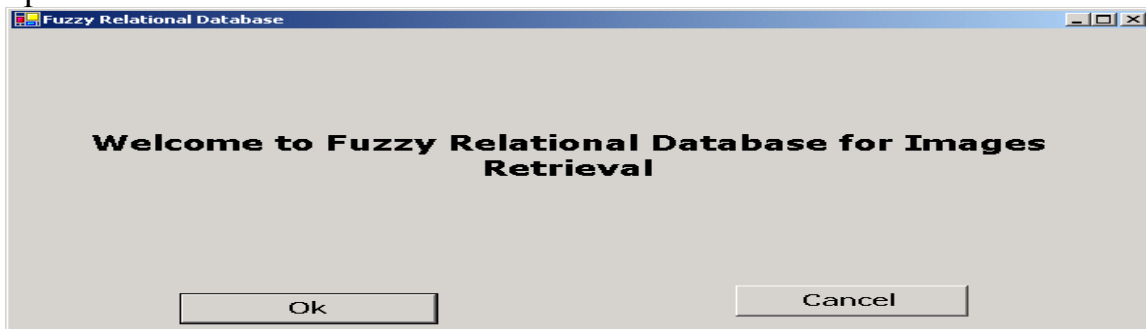 Fuzzy Relational Database
Welcome to Fuzzy Relational Database for Images
Retrieval
Ok
Cancel